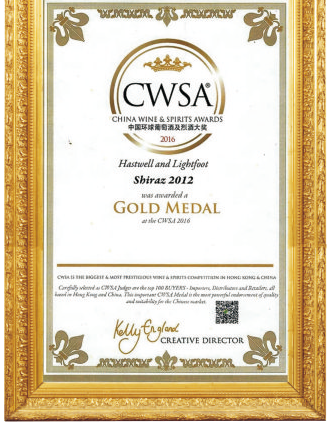 CWSA®
CHINA WINE & SPIRITS AWARDS
中国环球葡萄酒及烈酒大奖
2016
Hastwell and Lightfoot
Shiraz 2012
was awarded a
GOLD MEDAL
at the CWSA 2016
CWSA IS THE BIGGEST & MOST PRESTIGIOUS WINE & SPIRITS COMPETITION IN HONG KONG & CHINA
Carefully selected as CWSA Judges are the top 100 BUYERS - Importers, Distributors and Retailers, all
based in Hong Kong and China. This important CWSA Medal is the most powerful endorsement of quality
and suitability for the Chinese market.
Kelly England
CREATIVE DIRECTOR